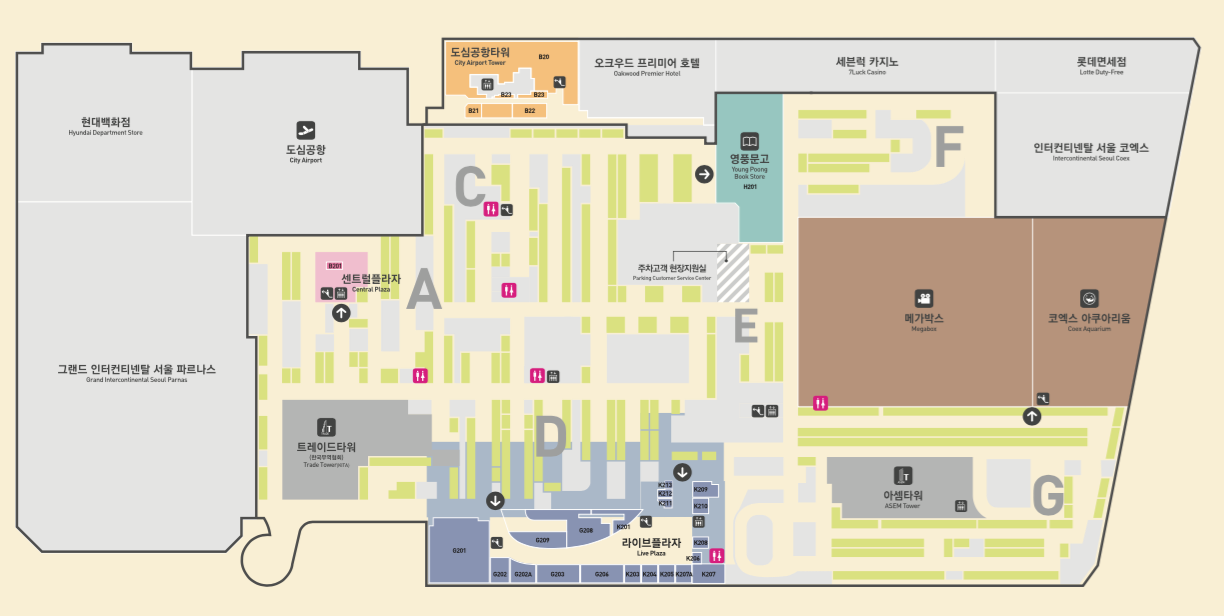 도심공항타워
City Airport Tower
B20
B23
B23
B21
B22
오크우드 프리미어 호텔
Oakwood Premier Hotel
세븐럭 카지노
7Luck Casino
롯데면세점
Lotte Duty-Free
현대백화점
Hyundai Department Store
도심공항
City Airport
영풍문고
Young Poong
Book Store
H201
인터컨티넨탈 서울 코엑스
Intercontinental Seoul Coex
C
F
B201
센트럴플라자
Central Plaza
A
주차고객 현장지원실
Parking Customer Service Center
E
메가박스
Megabox
코엑스 아쿠아리움
Coex Aquarium
그랜드 인터컨티넨탈 서울 파르나스
Grand Intercontinental Seoul Parnas
트레이드타워
(한국무역협회)
Trade Tower(KITA)
D
아셈타워
ASEM Tower
G
K213
K212
K211
K209
K210
G201
G209
G208
K201
라이브플라자
Live Plaza
K208
K206
G202
G202A
G203
G206
K203
K204
K205
K207A
K207